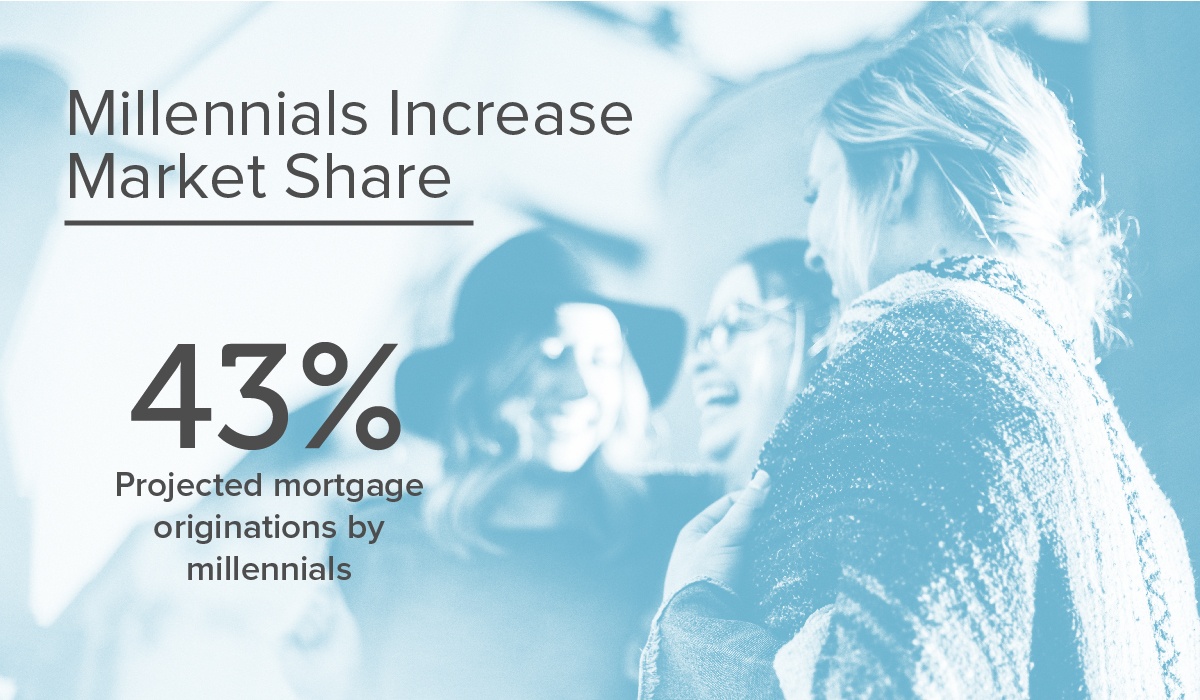 Millennials Increase
Market Share
43%
Projected mortgage
originations by
millennials